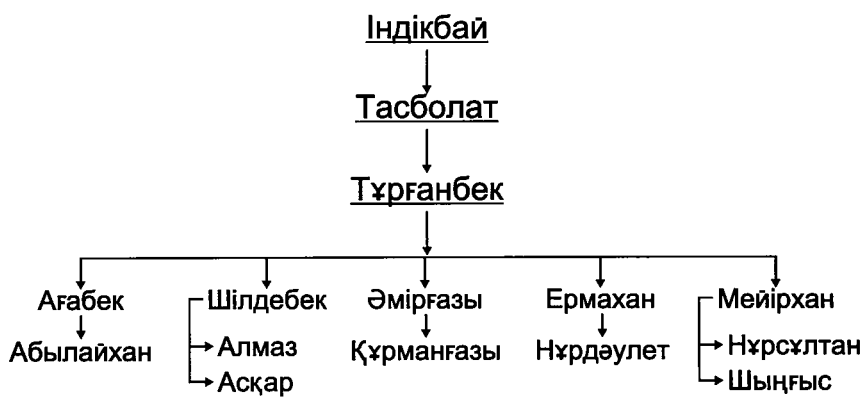 Індікбай
Тасболат
Тұрғанбек
Ағабек Шілдебек Әмірғазы Ермахан Мейірхан
Абылайхан Алмаз Құрманғазы Нұрдәулет Нұрсұлтан
Асқар Шыңғыс